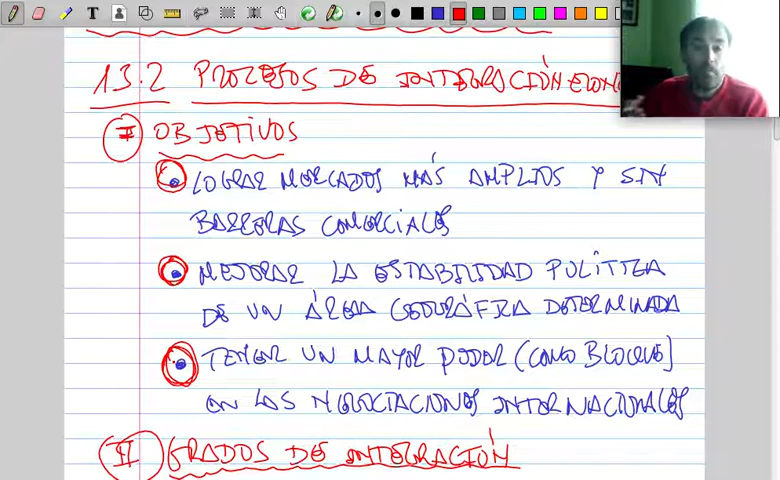 13.2 PROCESOS DE INTEGRACIÓN ECON
I OBJETIVOS
LOGRAR MERCADOS MÁS AMPLIOS Y SIN
BARRERAS COMERCIALES
MEJORAR LA ESTABILIDAD POLÍTICA
DE UN ÁREA GEOGRÁFICA DETERMINADA
TENER UN MAYOR PODER (COMO BLOQUE)
EN LAS NEGOCIACIONES INTERNACIONALES
II GRADOS DE INTEGRACIÓN